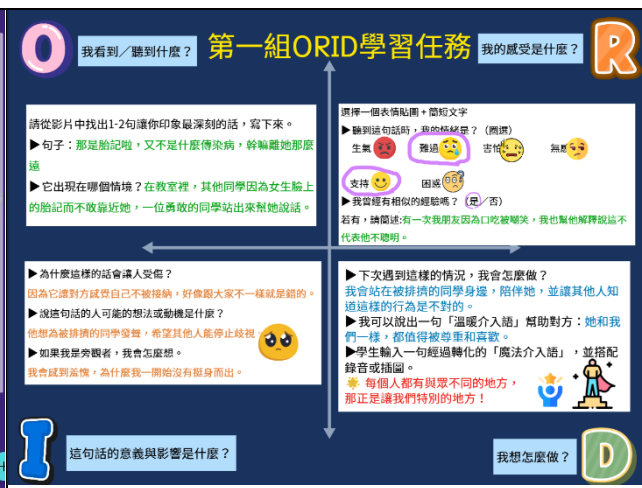 O
我看到／聽到什麼？
第一組ORID學習任務
我的感受是什麼？
R
請從影片中找出1-2句讓你印象最深刻的話，寫下來。
▶句子：那是胎記啦，又不是什麼傳染病，幹嘛離她那麼
遠
▶它出現在哪個情境？在教室裡，其他同學因為女生臉上
的胎記而不敢靠近她，一位勇敢的同學站出來幫她說話。
選擇一個表情貼圖 + 簡短文字
▶聽到這句話時，我的情緒是？（圈選）
生氣 難過 害怕 無感
支持 困惑
▶我曾經有相似的經驗嗎？（是／否）
若有，請簡述:有一次我朋友因為口吃被嘲笑，我也幫他解釋說這不
代表他不聰明。
▶為什麼這樣的話會讓人受傷？
因為它讓對方感覺自己不被接納，好像跟大家不一樣就是錯的。
▶說這句話的人可能的想法或動機是什麼？
他想為被排擠的同學發聲，希望其他人能停止歧視。
▶如果我是旁觀者，我會怎麼想。
我會感到羞愧，為什麼我一開始沒有挺身而出。
▶下次遇到這樣的情況，我會怎麼做？
我會站在被排擠的同學身邊，陪伴她，並讓其他人知
道這樣的行為是不對的。
▶我可以說出一句「溫暖介入語」幫助對方：她和我
們一樣，都值得被尊重和喜歡。
▶學生輸入一句經過轉化的「魔法介入語」，並搭配
錄音或插圖。
🌟 每個人都有與眾不同的地方，
那正是讓我們特別的地方！
I
這句話的意義與影響是什麼？
我想怎麼做？
D